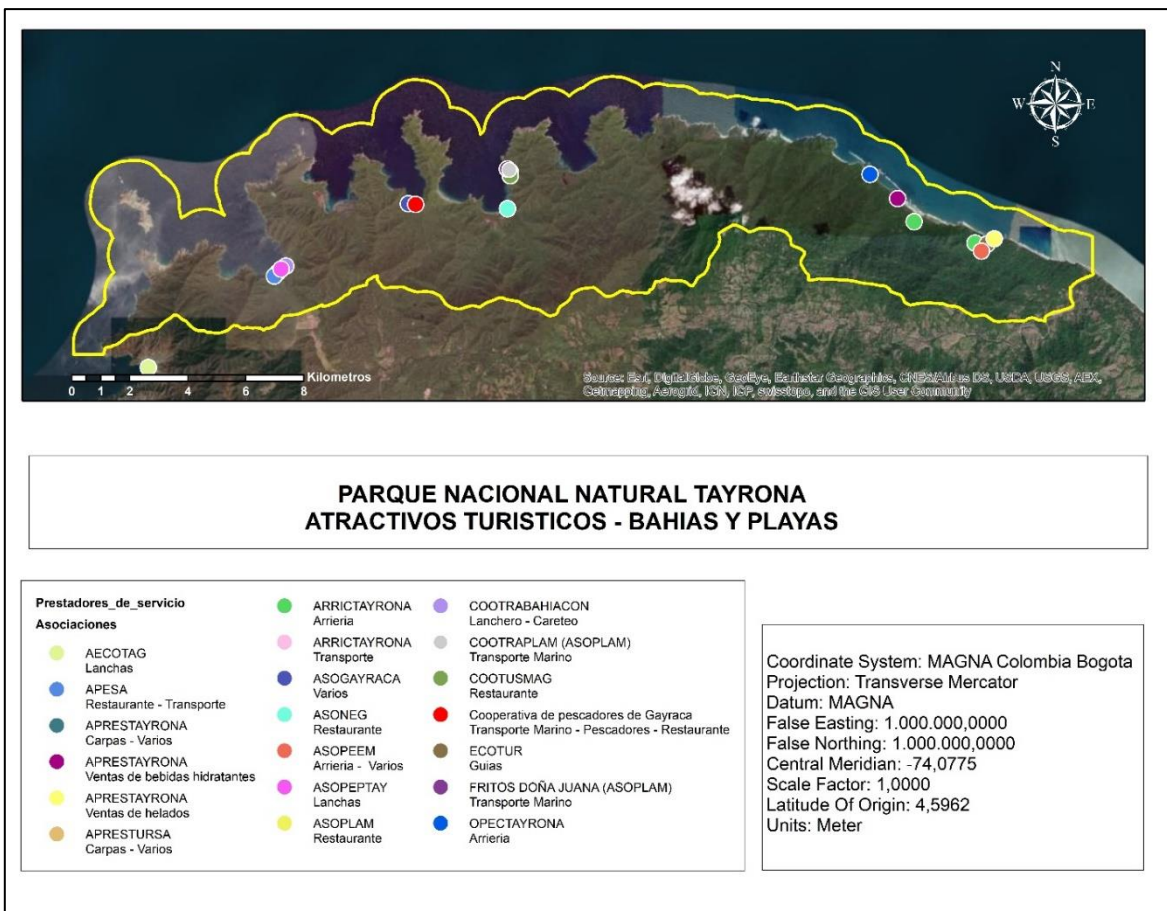 N
W E
S
Kilometros
0 1 2 4 6 8
Source: Esri, DigitalGlobe, GeoEye, Earthstar Geographics, CNES/Airbus DS, USDA, USGS, AEX,
Getmapping, Aerogrid, IGN, IGP, swisstopo, and the GIS User Community
PARQUE NACIONAL NATURAL TAYRONA
ATRACTIVOS TURISTICOS - BAHIAS Y PLAYAS
Prestadores_de_servicio
Asociaciones
AECOTAG
Lanchas
APESA
Restaurante - Transporte
APRESTAYRONA
Carpas - Varios
APRESTAYRONA
Ventas de bebidas hidratantes
APRESTAYRONA
Ventas de helados
APRESTURSA
Carpas - Varios
ARRICTAYRONA
Arrieria
ARRICTAYRONA
Transporte
ASOGAYRACA
Varios
ASONEG
Restaurante
ASOPEEM
Arrieria - Varios
ASOPEPTAY
Lanchas
ASOPLAM
Restaurante
COOTRABAHIACON
Lanchero - Careteo
COOTRAPLAM (ASOPLAM)
Transporte Marino
COOTUSMAG
Restaurante
Cooperativa de pescadores de Gayraca
Transporte Marino - Pescadores - Restaurante
ECOTUR
Guias
FRITOS DOÑA JUANA (ASOPLAM)
Transporte Marino
OPECTAYRONA
Arrieria
Coordinate System: MAGNA Colombia Bogota
Projection: Transverse Mercator
Datum: MAGNA
False Easting: 1.000.000,0000
False Northing: 1.000.000,0000
Central Meridian: -74,0775
Scale Factor: 1,0000
Latitude Of Origin: 4,5962
Units: Meter